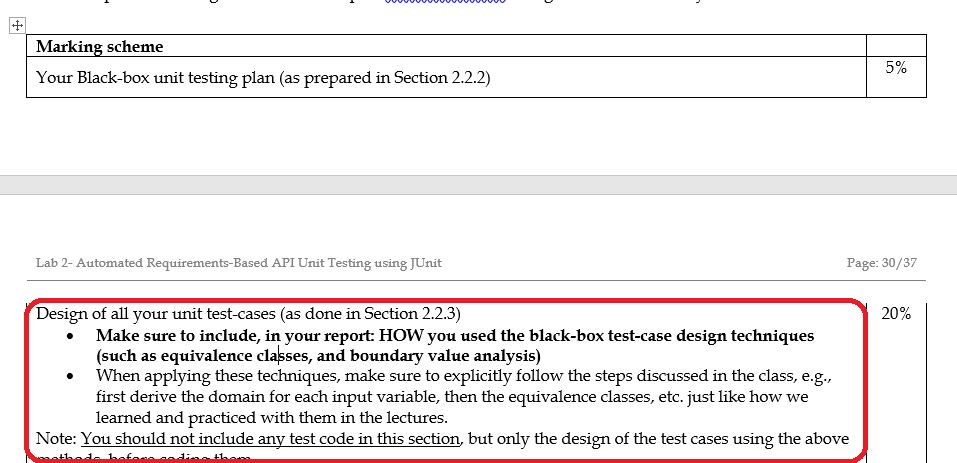 Marking scheme
Your Black-box unit testing plan (as prepared in Section 2.2.2)
5%
Lab 2- Automated Requirements-Based API Unit Testing using JUnit
Page: 30/37
Design of all your unit test-cases (as done in Section 2.2.3)
20%
• Make sure to include, in your report: HOW you used the black-box test-case design techniques
(such as equivalence classes, and boundary value analysis)
• When applying these techniques, make sure to explicitly follow the steps discussed in the class, e.g.,
first derive the domain for each input variable, then the equivalence classes, etc. just like how we
learned and practiced with them in the lectures.
Note: You should not include any test code in this section, but only the design of the test cases using the above
methods, before coding them